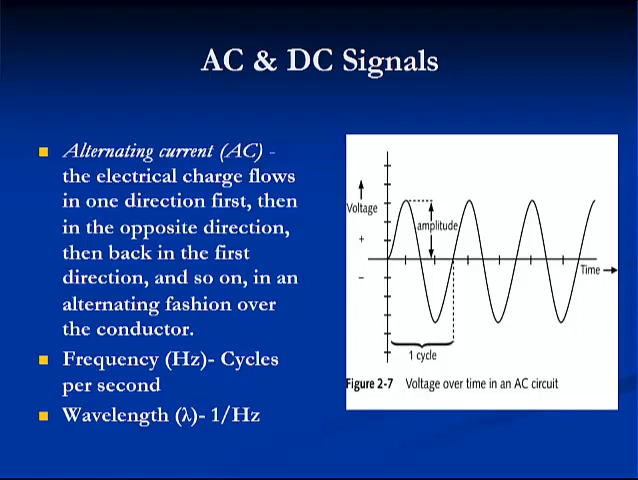 AC & DC Signals
Alternating current (AC) -
the electrical charge flows
in one direction first, then
in the opposite direction,
then back in the first
direction, and so on, in an
alternating fashion over
the conductor.
Frequency (Hz)- Cycles
per second
Wavelength (λ)- 1/Hz
Voltage
+
–
amplitude
Time
1 cycle
Figure 2-7 Voltage over time in an AC circuit